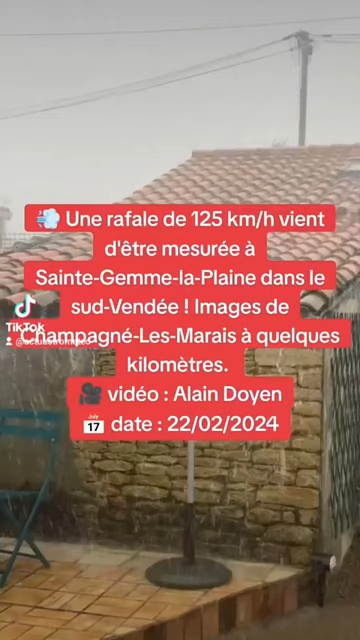 💨 Une rafale de 125 km/h vient
d'être mesurée à
Sainte-Gemme-la-Plaine dans le
sud-Vendée ! Images de
Champagné-Les-Marais à quelques
kilomètres.
🎥 vidéo : Alain Doyen
📅 date : 22/02/2024
TikTok